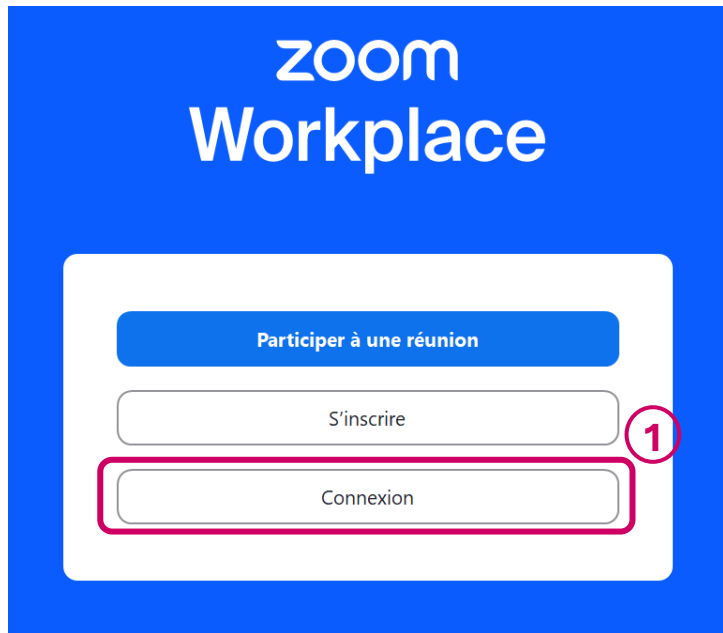 zoom
Workplace
Participer à une réunion
S’inscrire
1
Connexion